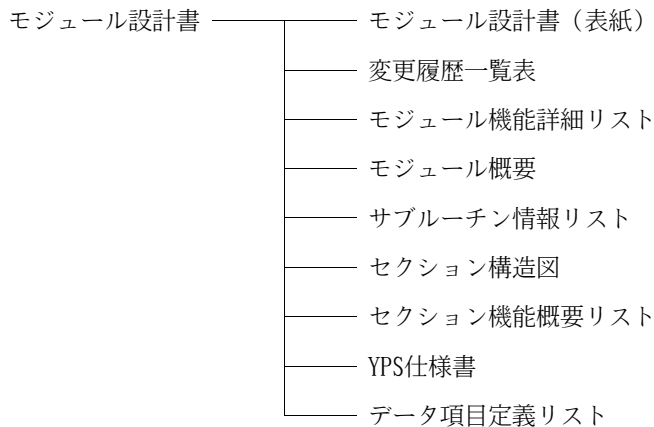 モジュール設計書 モジュール設計書（表紙）
変更履歴一覧表
モジュール機能詳細リスト
モジュール概要
サブルーチン情報リスト
セクション構造図
セクション機能概要リスト
YPS仕様書
データ項目定義リスト